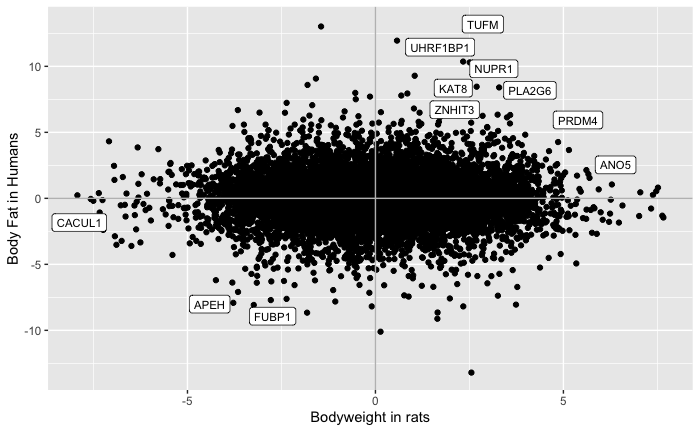 TUFM
UHRF1BP1
NUPR1
KAT8
PLA2G6
ZNHIT3
PRDM4
ANO5
CACUL1
APEH
FUBP1
10
5
0
-5
-10
-5
0
5
Body Fat in Humans
Bodyweight in rats